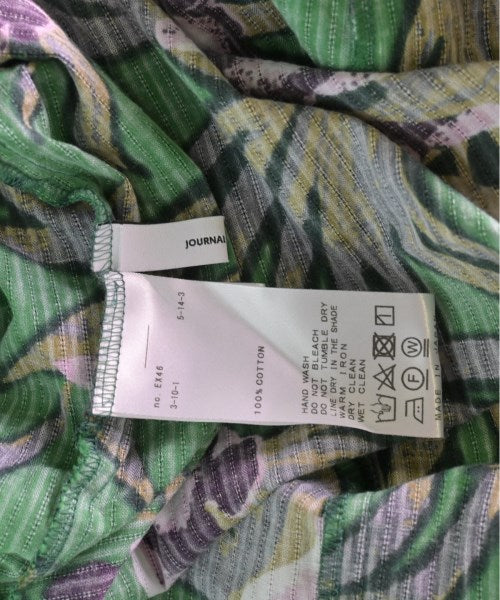 JOURNAL
no. EX46
3-10-1
5-14-3
100% COTTON
HAND WASH
DO NOT BLEACH
DO NOT TUMBLE DRY
LINE DRY IN THE SHADE
WARM IRON
DRY CLEAN
WET CLEAN
F W
MADE IN